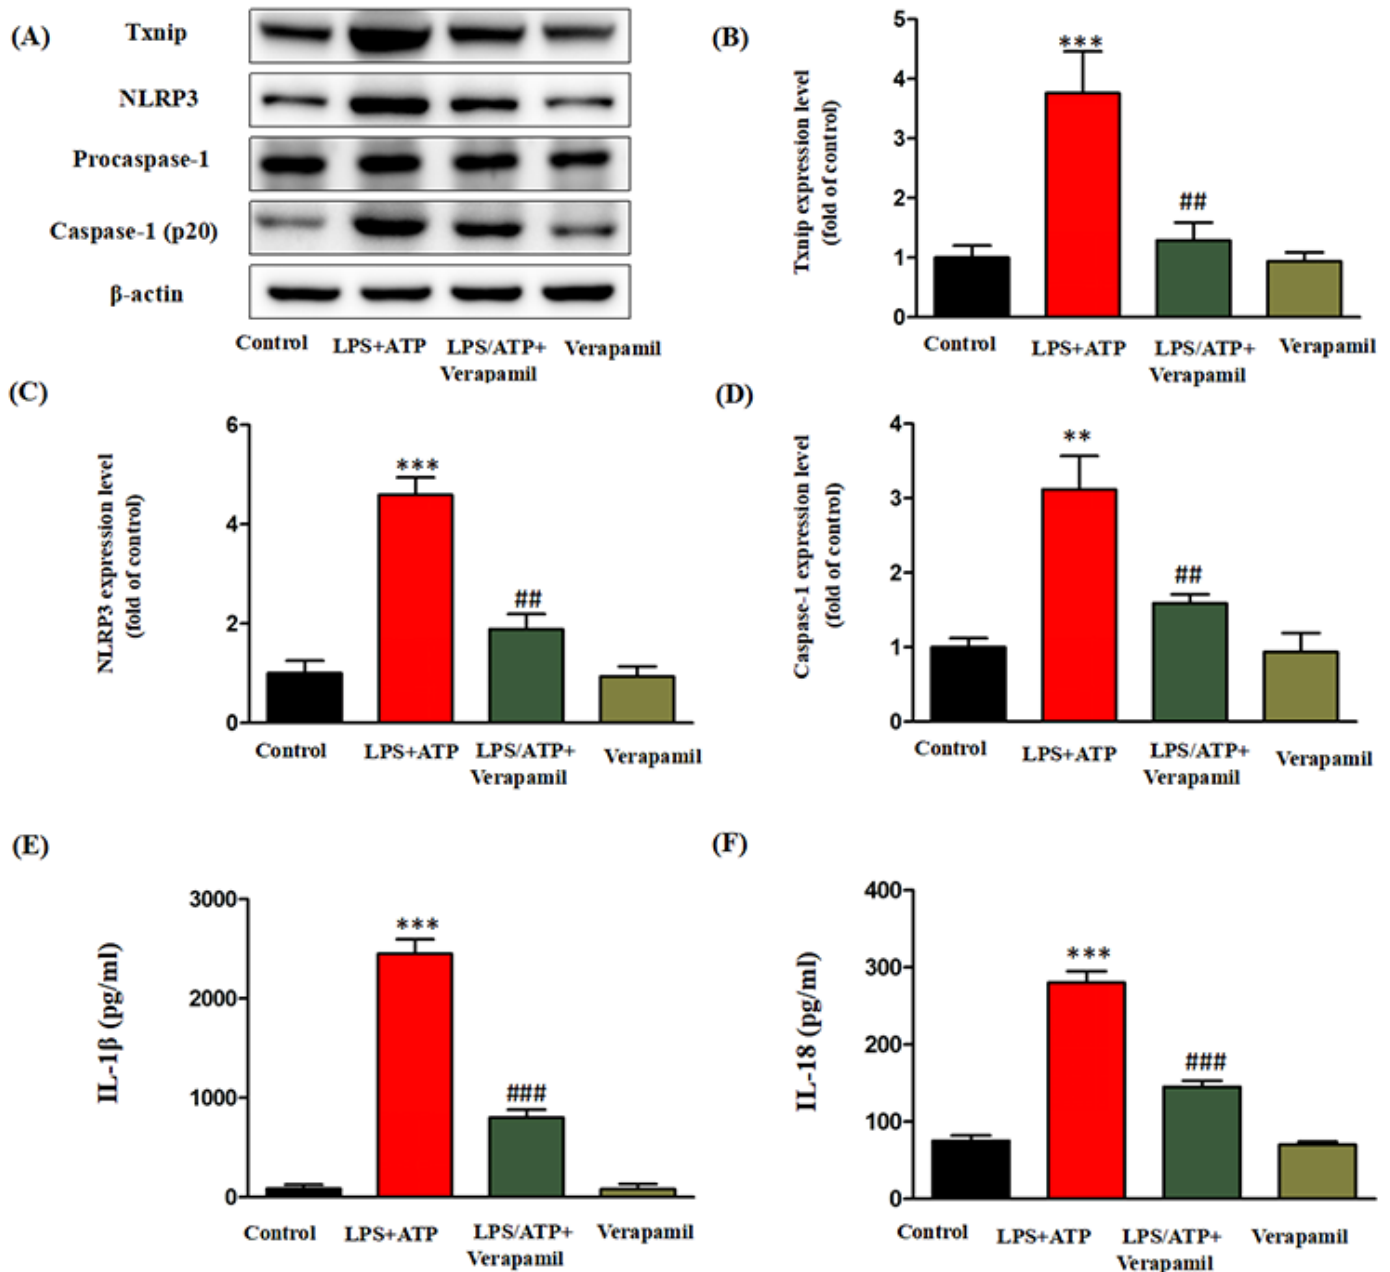 (A)
Txnip
NLRP3
Procaspase-1
Caspase-1 (p20)
β-actin
Control
LPS+ATP
LPS/ATP+
Verapamil
Verapamil
(B)
Txnip expression level
(fold of control)
5
4
3
2
1
0
***
##
Control
LPS+ATP
LPS/ATP+
Verapamil
Verapamil
(C)
NLRP3 expression level
(fold of control)
6
4
2
0
***
##
Control
LPS+ATP
LPS/ATP+
Verapamil
Verapamil
(D)
Caspase-1 expression level
(fold of control)
4
3
2
1
0
**
##
Control
LPS+ATP
LPS/ATP+
Verapamil
Verapamil
(E)
IL-1β (pg/ml)
3000
2000
1000
0
***
###
Control
LPS+ATP
LPS/ATP+
Verapamil
Verapamil
(F)
IL-18 (pg/ml)
400
300
200
100
0
***
###
Control
LPS+ATP
LPS/ATP+
Verapamil
Verapamil